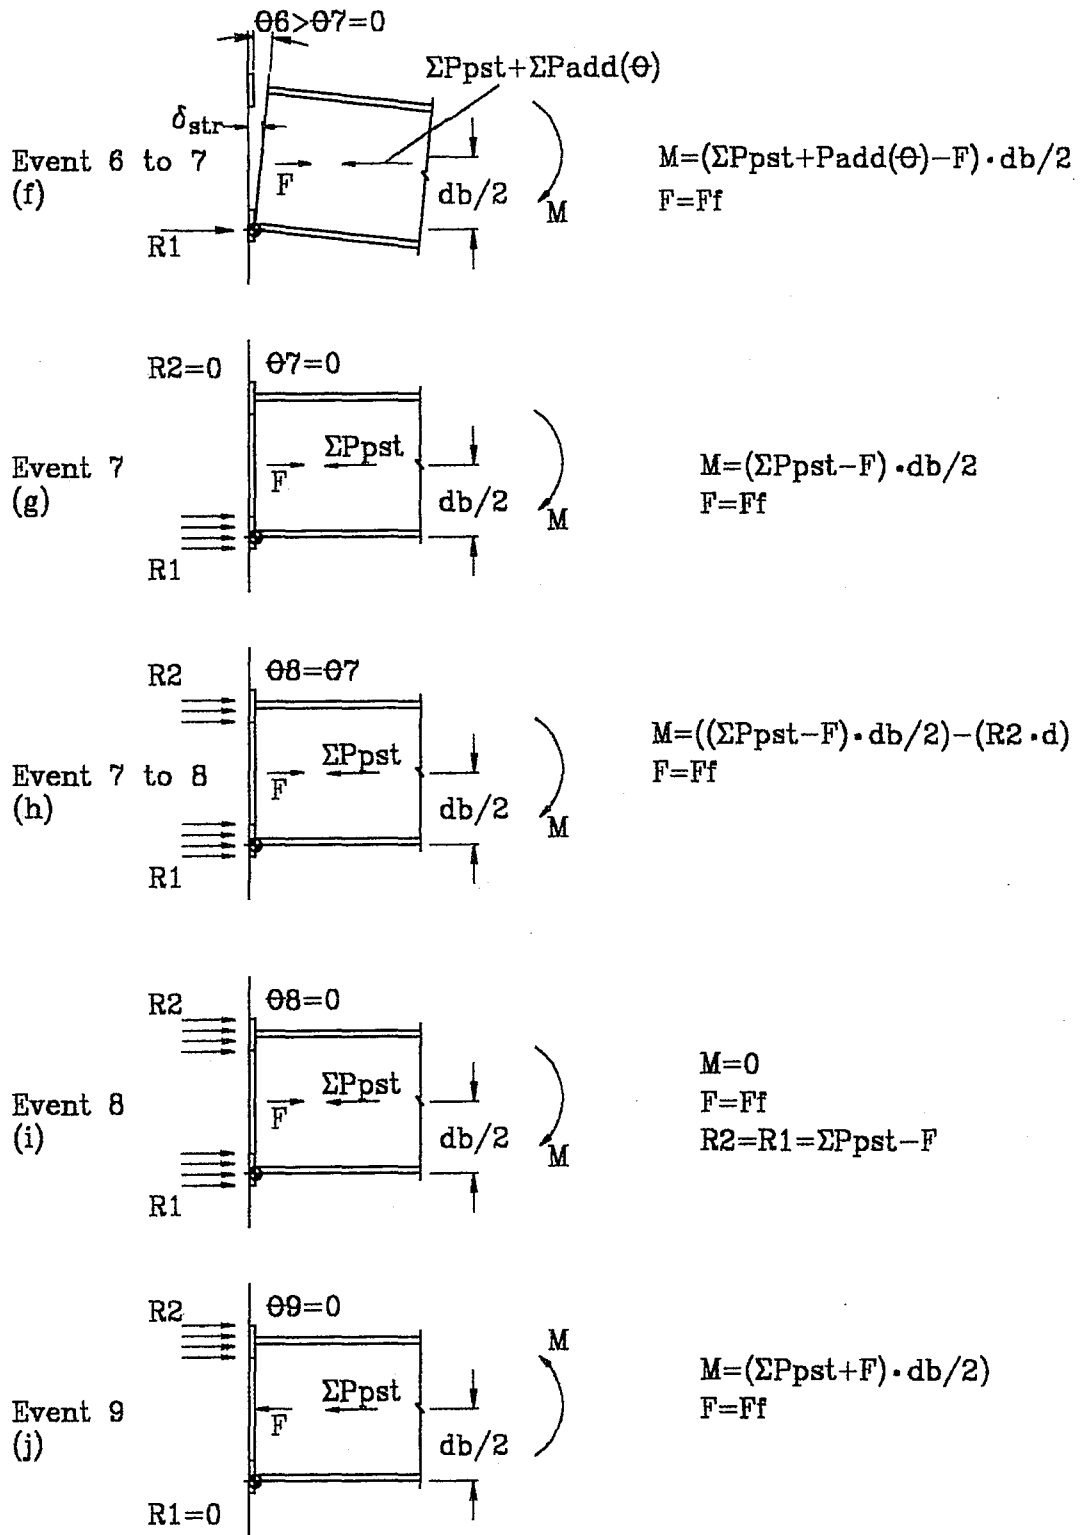 Θ6>Θ7=0
ΣPpst+ΣPadd(Θ)
δstr
Event 6 to 7
(f)
F
db/2
M
R1
M=(ΣPpst+Padd(Θ)-F)·db/2
F=Ff
R2=0
Θ7=0
Event 7
(g)
ΣPpst
F
db/2
M
R1
M=(ΣPpst-F)·db/2
F=Ff
R2
Θ8=Θ7
Event 7 to 8
(h)
ΣPpst
F
db/2
M
R1
M=((ΣPpst-F)·db/2)-(R2·d)
F=Ff
R2
Θ8=0
Event 8
(i)
ΣPpst
F
db/2
M
R1
M=0
F=Ff
R2=R1=ΣPpst-F
R2
Θ9=0
Event 9
(j)
ΣPpst
F
db/2
M
R1=0
M=(ΣPpst+F)·db/2)
F=Ff